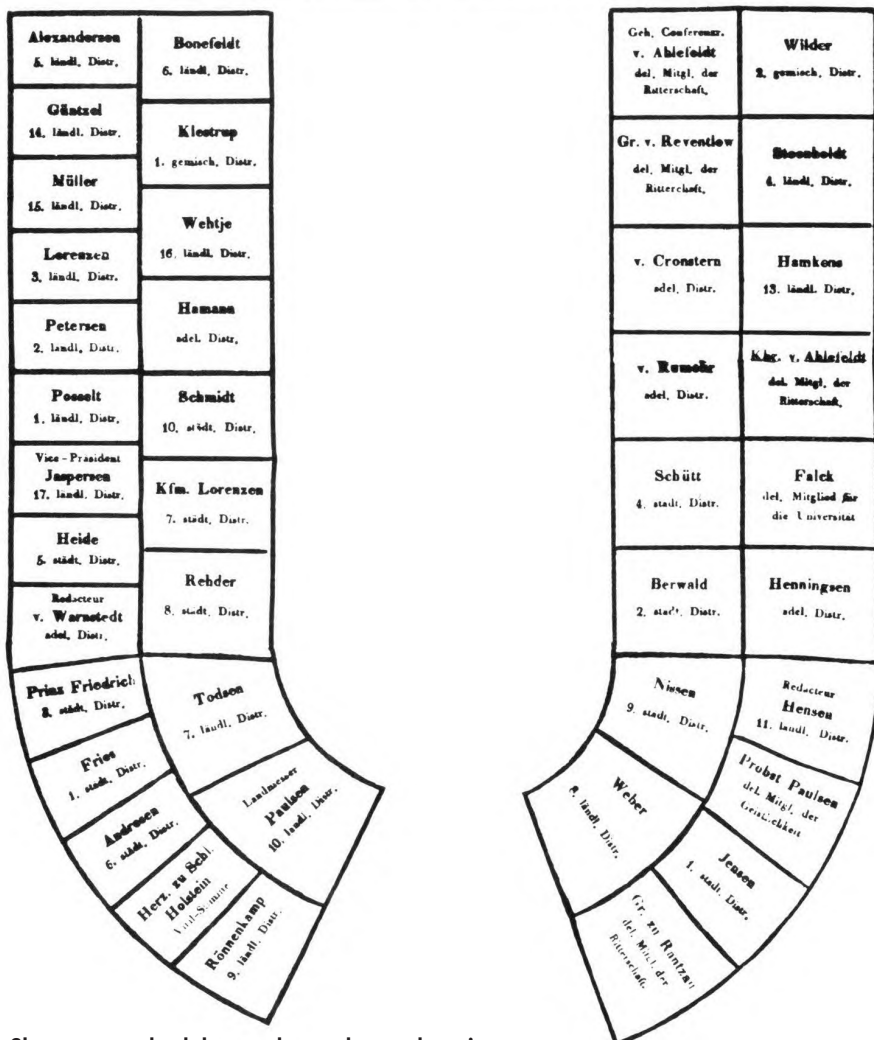 Alexandersen
5. ländl. Distr.
Güntzel
14. ländl. Distr.
Müller
15. ländl. Distr.
Lorenzen
3. ländl. Distr.
Petersen
2. ländl. Distr.
Posselt
1. ländl. Distr.
Vice-Präsident
Jaspersen
17. ländl. Distr.
Heide
5. städt. Distr.
Redacteur
v. Warnstedt
adel. Distr.
Prinz Friedrich
3. städt. Distr.
Fries
1. städt. Distr.
Andresen
6. städt. Distr.
Herz. zu Schl.
Holstein
Viril-Stimme
Rönnenkamp
9. ländl. Distr.
Bonefeldt
6. ländl. Distr.
Klestrup
1. gemisch. Distr.
Wehtje
16. ländl. Distr.
Hamann
adel. Distr.
Schmidt
10. städt. Distr.
Kfm. Lorenzen
7. städt. Distr.
Rehder
8. städt. Distr.
Todsen
7. ländl. Distr.
Landmesser
Paulsen
10. ländl. Distr.
Geh. Conferenzr.
v. Ahlefeldt
del. Mitgl. der
Ritterschaft.
Gr. v. Reventlow
del. Mitgl. der
Ritterchaft.
v. Cronstern
adel. Distr.
v. Rumohr
adel. Distr.
Schütt
4. stadt. Distr.
Berwald
2. stadt. Distr.
Nissen
9. stadt. Distr.
Weber
8. ländl. Distr.
Wilder
2. gemisch. Distr.
Steenholdt
4. ländl. Distr.
Hamkens
13. ländl. Distr.
Khr. v. Ahlefeldt
del. Mitgl. der
Ritterschaft.
Falck
del. Mitglied für
die Universität
Henningsen
adel. Distr.
Redacteur
Hensen
11. landl. Distr.
Probst Paulsen
del. Mitgl. der
Geistlichkeit
Jensen
1. stadt. Distr.
Gr. zu Rantzau
del. Mitgl. der
Ritterschaft.